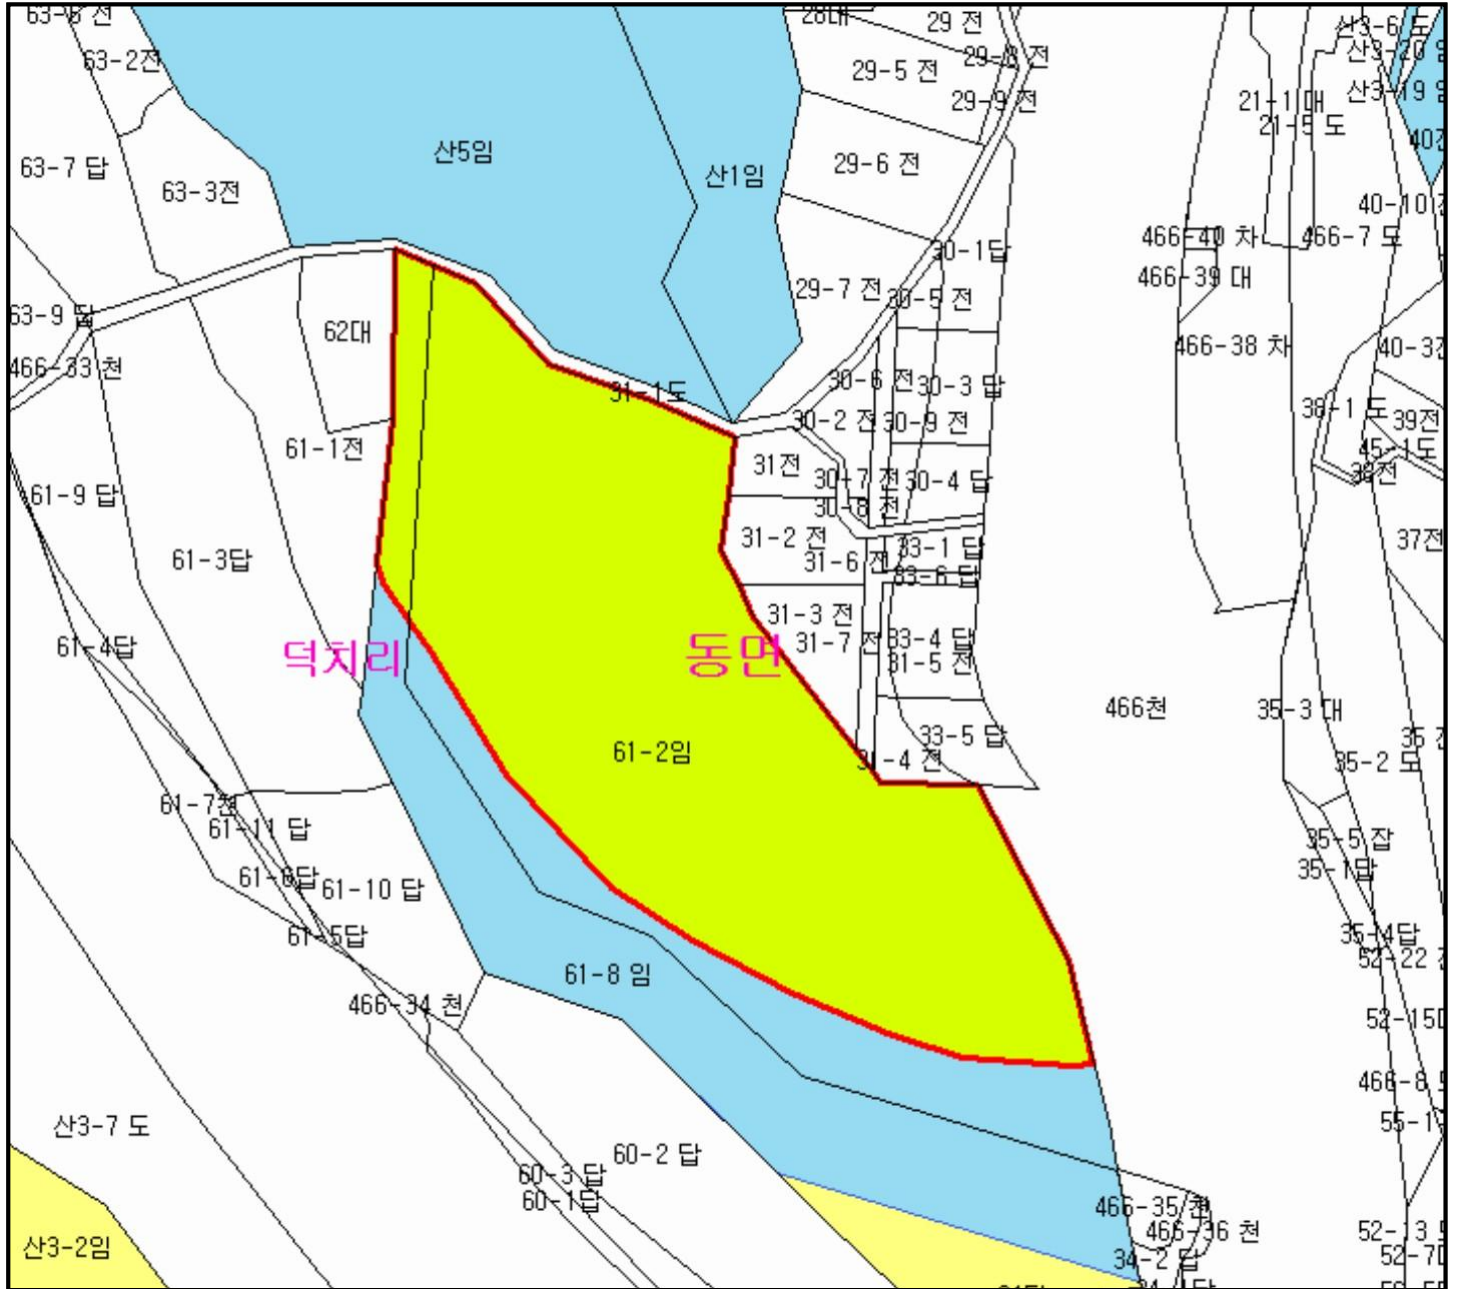 63-2전
29 전
29-8 전
29-5 전
29-9 전
21-1 대
21-5 도
산5임
산1임
29-6 전
63-7 답
63-3전
466-40 차
466-7 도
30-1답
466-39 대
29-7 전
30-5 전
63-9 답
62대
466-38 차
466-33 천
31-1도
30-6 전
30-3 답
38-1 도
39전
30-2 전
30-9 전
61-1전
45-1도
31전
38전
30-7 전
30-4 답
61-9 답
30-8 전
31-2 전
33-1 답
37전
61-3답
31-6 전
33-6 답
31-3 전
61-4답
덕치리
동면
31-7 전
33-4 답
31-5 전
466천
35-3 대
33-5 답
61-2임
31-4 전
35-2 도
61-7천
61-11 답
35-5 잡
35-1답
61-6답
61-10 답
61-5답
35-4답
61-8 임
466-34 천
산3-7 도
60-2 답
60-3 답
60-1답
466-35 천
466-36 천
산3-2임
34-2 답